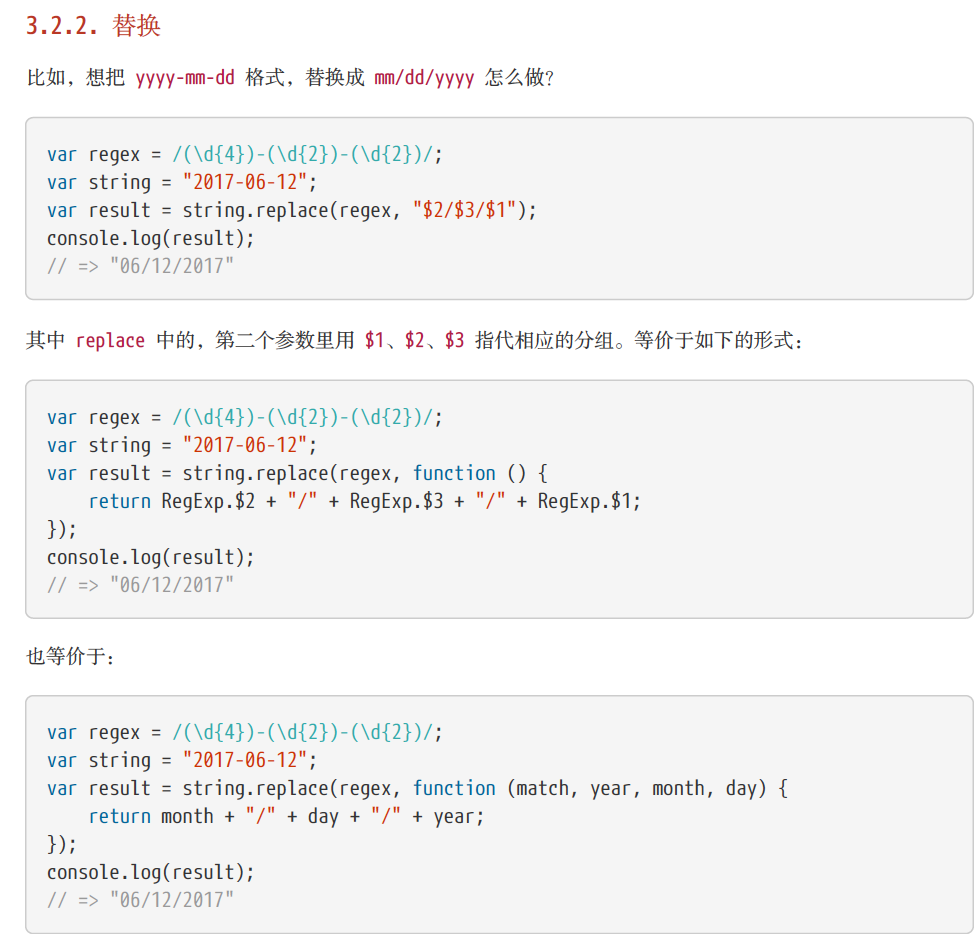 3.2.2. 替换
比如，想把 yyyy-mm-dd 格式，替换成 mm/dd/yyyy 怎么做？
var regex = /(\d{4})-(\d{2})-(\d{2})/;
var string = "2017-06-12";
var result = string.replace(regex, "$2/$3/$1");
console.log(result);
// => "06/12/2017"
其中 replace 中的，第二个参数里用 $1、$2、$3 指代相应的分组。等价于如下的形式：
var regex = /(\d{4})-(\d{2})-(\d{2})/;
var string = "2017-06-12";
var result = string.replace(regex, function () {
    return RegExp.$2 + "/" + RegExp.$3 + "/" + RegExp.$1;
});
console.log(result);
// => "06/12/2017"
也等价于：
var regex = /(\d{4})-(\d{2})-(\d{2})/;
var string = "2017-06-12";
var result = string.replace(regex, function (match, year, month, day) {
    return month + "/" + day + "/" + year;
});
console.log(result);
// => "06/12/2017"